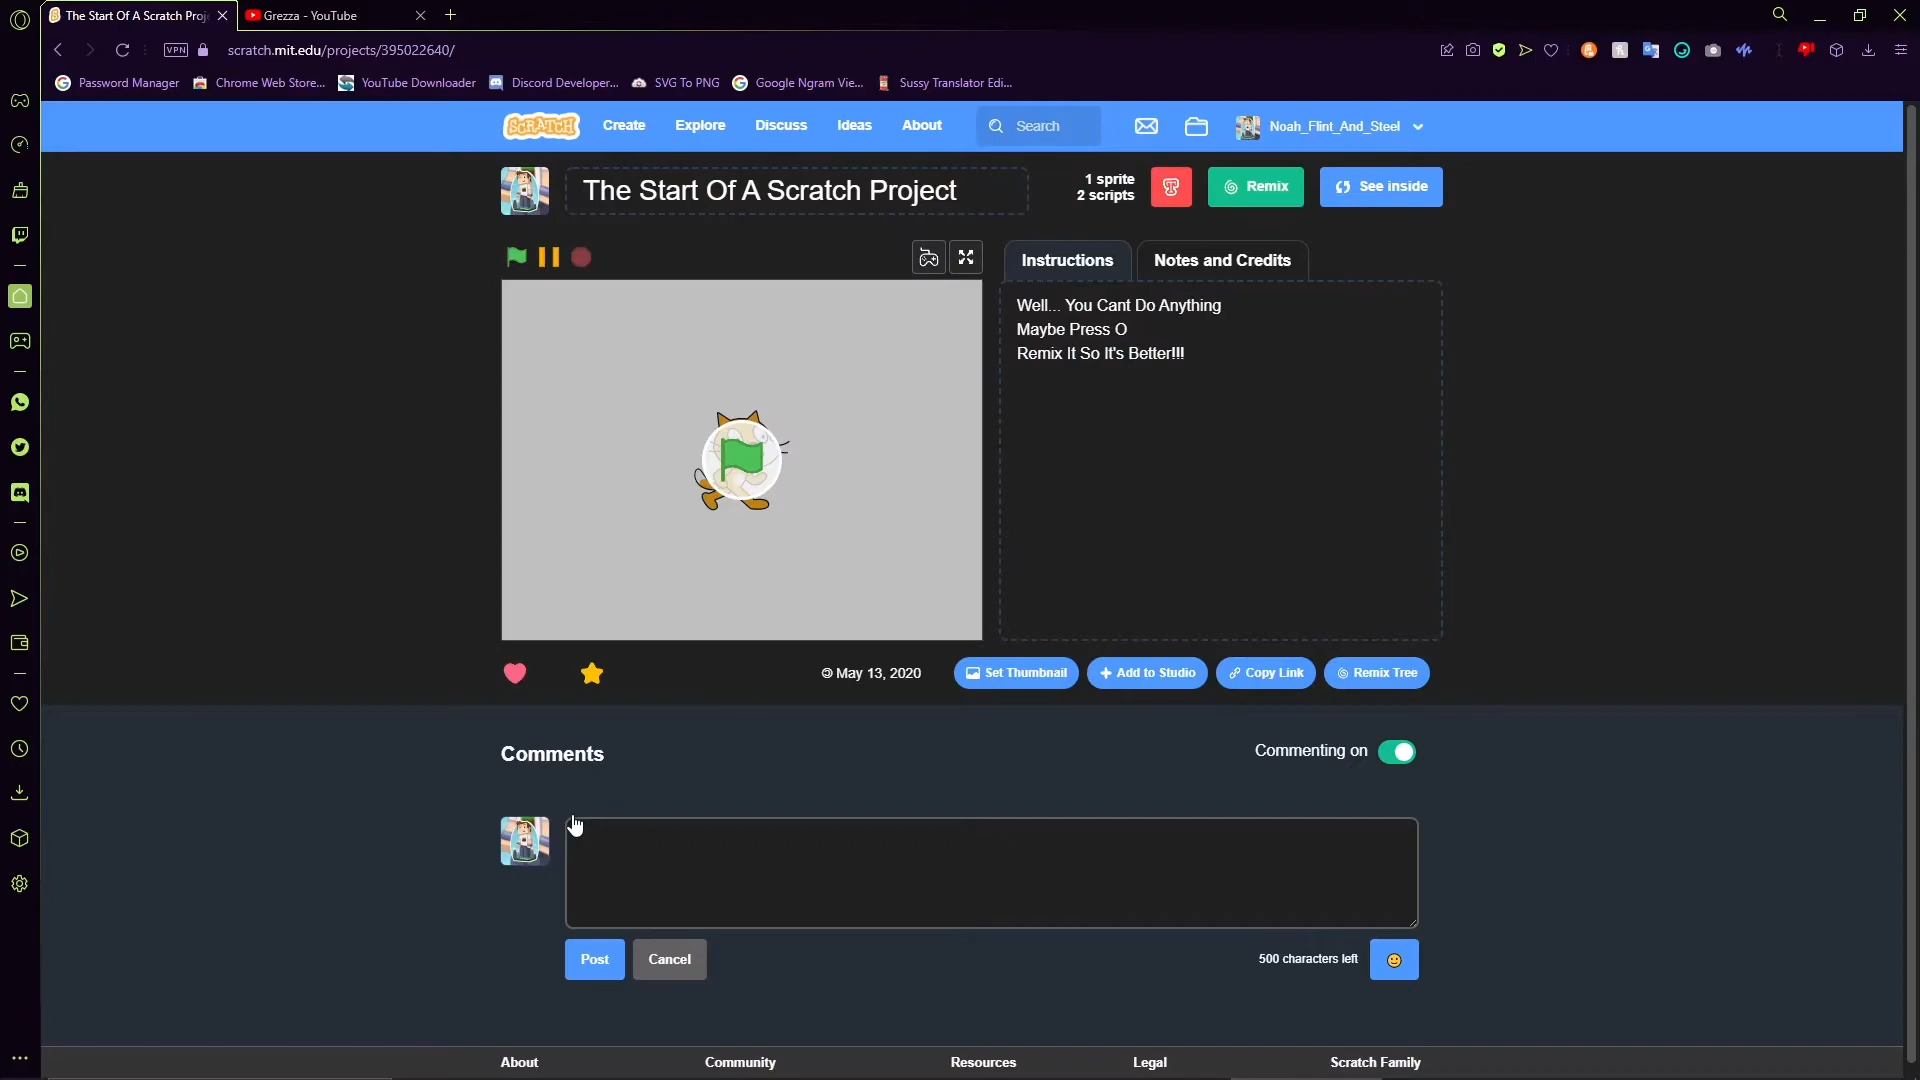 The Start Of A Scratch Proj
Grezza - YouTube
VPN
scratch.mit.edu/projects/395022640/
Password Manager
Chrome Web Store...
YouTube Downloader
Discord Developer...
SVG To PNG
Google Ngram Vie...
Sussy Translator Edi...
SCRATCH
Create
Explore
Discuss
Ideas
About
Search
Noah_Flint_And_Steel
The Start Of A Scratch Project
1 sprite
2 scripts
Remix
See inside
Instructions
Notes and Credits
Well... You Cant Do Anything
Maybe Press O
Remix It So It's Better!!!
© May 13, 2020
Set Thumbnail
Add to Studio
Copy Link
Remix Tree
Comments
Commenting on
Post
Cancel
500 characters left
About
Community
Resources
Legal
Scratch Family